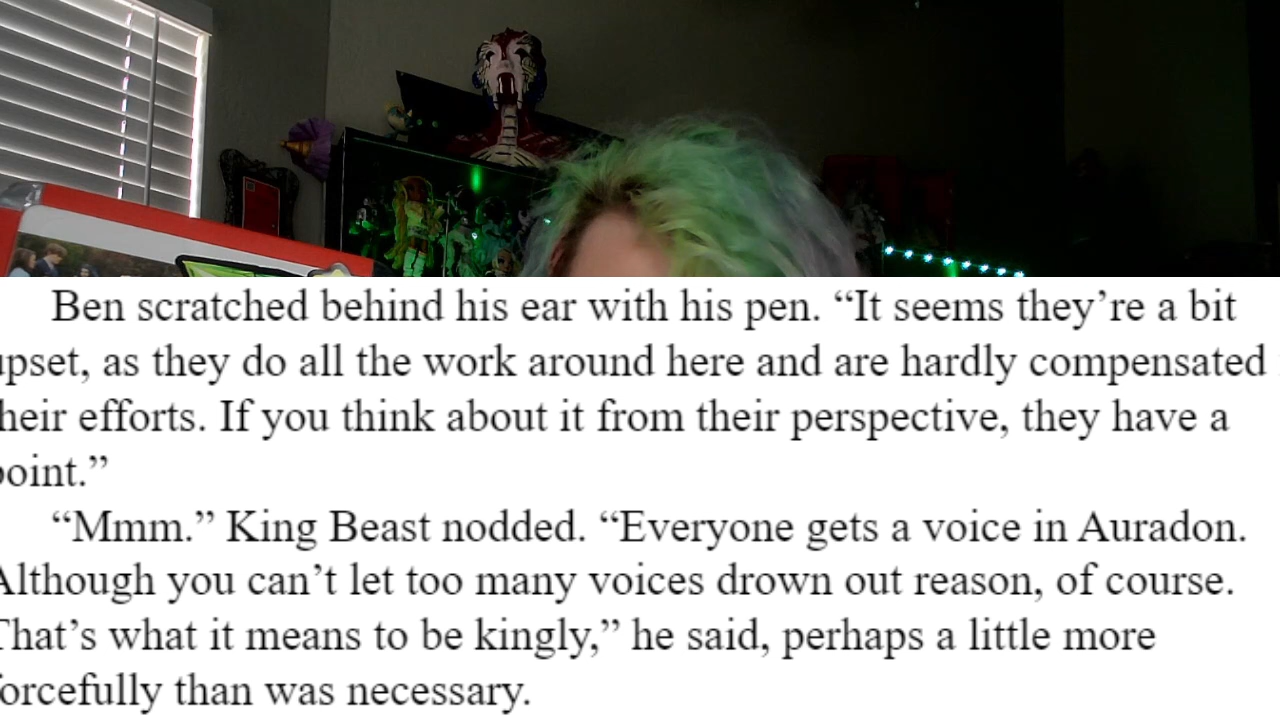 Ben scratched behind his ear with his pen. “It seems they’re a bit
upset, as they do all the work around here and are hardly compensated
their efforts. If you think about it from their perspective, they have a
point.”
“Mmm.” King Beast nodded. “Everyone gets a voice in Auradon.
Although you can’t let too many voices drown out reason, of course.
That’s what it means to be kingly,” he said, perhaps a little more
forcefully than was necessary.